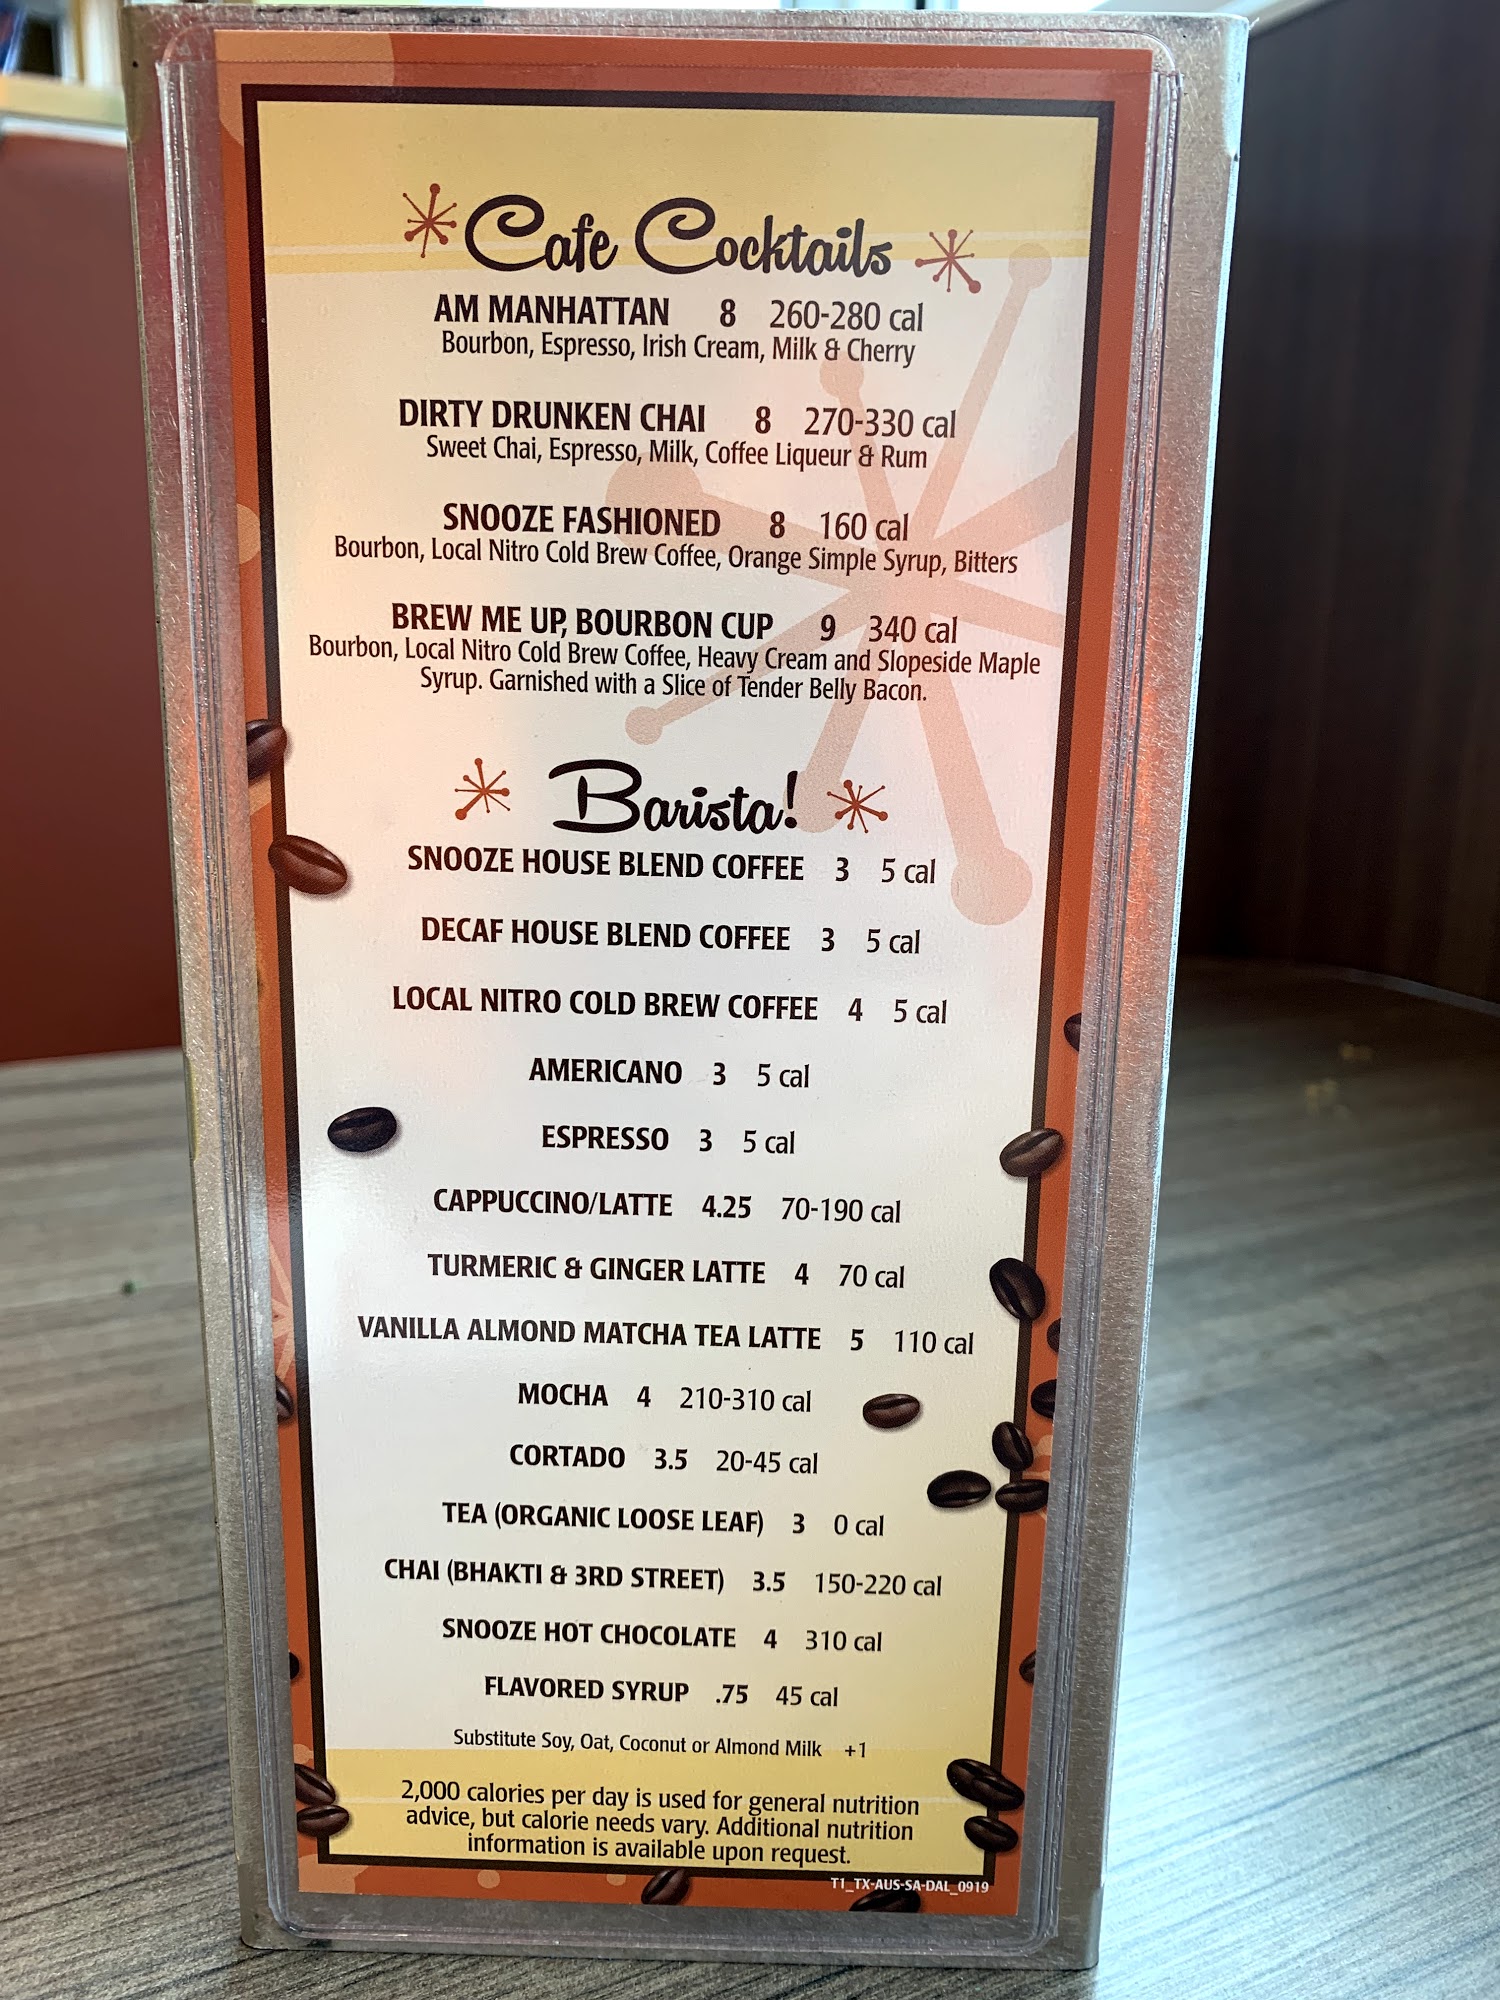 Cafe Cocktails
AM MANHATTAN 8 260-280 cal
Bourbon, Espresso, Irish Cream, Milk & Cherry
DIRTY DRUNKEN CHAI 8 270-330 cal
Sweet Chai, Espresso, Milk, Coffee Liqueur & Rum
SNOOZE FASHIONED 8 160 cal
Bourbon, Local Nitro Cold Brew Coffee, Orange Simple Syrup, Bitters
BREW ME UP, BOURBON CUP 9 340 cal
Bourbon, Local Nitro Cold Brew Coffee, Heavy Cream and Slopeside Maple
Syrup. Garnished with a Slice of Tender Belly Bacon.
Barista!
SNOOZE HOUSE BLEND COFFEE 3 5 cal
DECAF HOUSE BLEND COFFEE 3 5 cal
LOCAL NITRO COLD BREW COFFEE 4 5 cal
AMERICANO 3 5 cal
ESPRESSO 3 5 cal
CAPPUCCINO/LATTE 4.25 70-190 cal
TURMERIC & GINGER LATTE 4 70 cal
VANILLA ALMOND MATCHA TEA LATTE 5 110 cal
MOCHA 4 210-310 cal
CORTADO 3.5 20-45 cal
TEA (ORGANIC LOOSE LEAF) 3 0 cal
CHAI (BHAKTI & 3RD STREET) 3.5 150-220 cal
SNOOZE HOT CHOCOLATE 4 310 cal
FLAVORED SYRUP .75 45 cal
Substitute Soy, Oat, Coconut or Almond Milk +1
2,000 calories per day is used for general nutrition
advice, but calorie needs vary. Additional nutrition
information is available upon request.
T1_TX-AUS-SA-DAL_0919